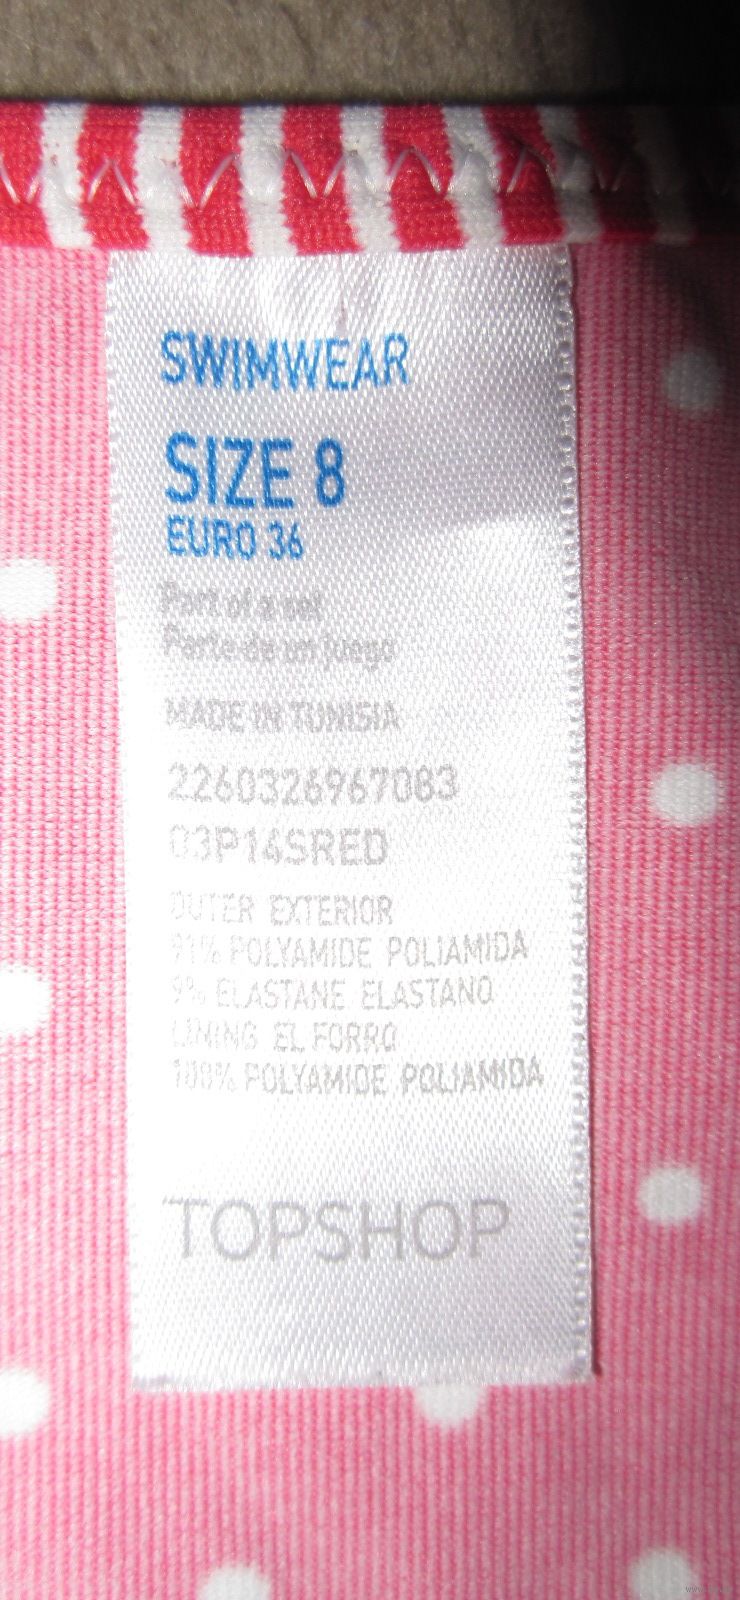 SWIMWEAR
SIZE 8
EURO 36
Part of a set
Parte de un juego
MADE IN TUNISIA
2260326967083
03P14SRED
OUTER EXTERIOR
91% POLYAMIDE POLIAMIDA
9% ELASTANE ELASTANO
LINING EL FORRO
100% POLYAMIDE POLIAMIDA
TOPSHOP